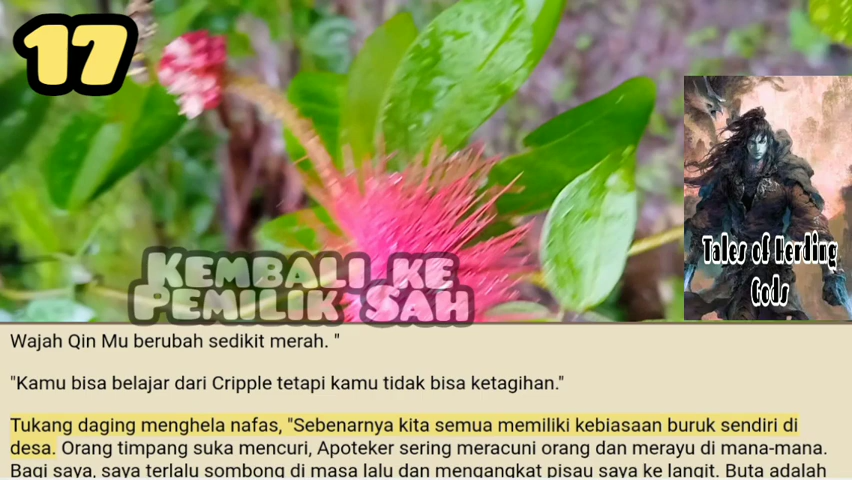 17
Tales of Herding
Gods
KEMBALI KE
PEMILIK SAH
Wajah Qin Mu berubah sedikit merah. "
"Kamu bisa belajar dari Cripple tetapi kamu tidak bisa ketagihan."
Tukang daging menghela nafas, "Sebenarnya kita semua memiliki kebiasaan buruk sendiri di
desa. Orang timpang suka mencuri, Apoteker sering meracuni orang dan merayu di mana-mana.
Bagi saya, saya terlalu sombong di masa lalu dan mengangkat pisau saya ke langit. Buta adalah